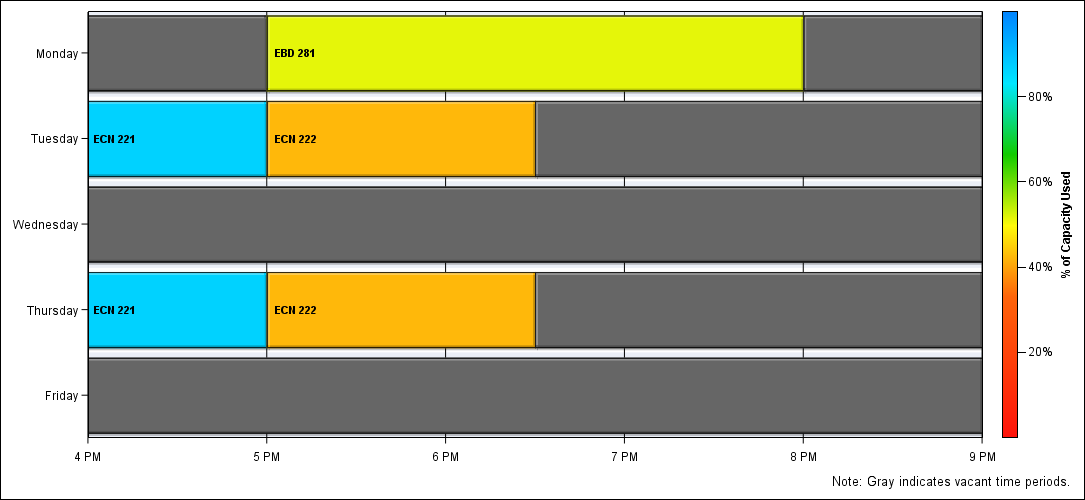 Monday
EBD 281
Tuesday
ECN 221
ECN 222
Wednesday
Thursday
ECN 221
ECN 222
Friday
4 PM
5 PM
6 PM
7 PM
8 PM
9 PM
80%
60%
40%
20%
% of Capacity Used
Note: Gray indicates vacant time periods.